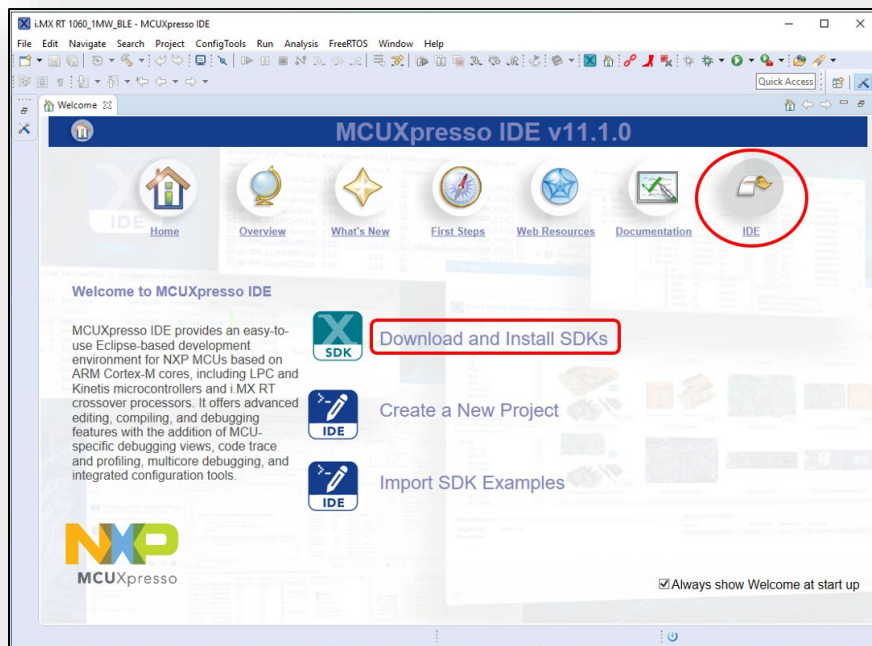 i.MX RT 1060_1MW_BLE - MCUXpresso IDE
File Edit Navigate Search Project ConfigTools Run Analysis FreeRTOS Window Help
Quick Access
Welcome
MCUXpresso IDE v11.1.0
IDE
Home Overview What's New First Steps Web Resources Documentation IDE
Welcome to MCUXpresso IDE
MCUXpresso IDE provides an easy-to-
use Eclipse-based development
environment for NXP MCUs based on
ARM Cortex-M cores, including LPC and
Kinetis microcontrollers and i.MX RT
crossover processors. It offers advanced
editing, compiling, and debugging
features with the addition of MCU-
specific debugging views, code trace
and profiling, multicore debugging, and
integrated configuration tools.
X
SDK
Download and Install SDKs
IDE
Create a New Project
IDE
Import SDK Examples
NXP
MCUXpresso
Always show Welcome at start up